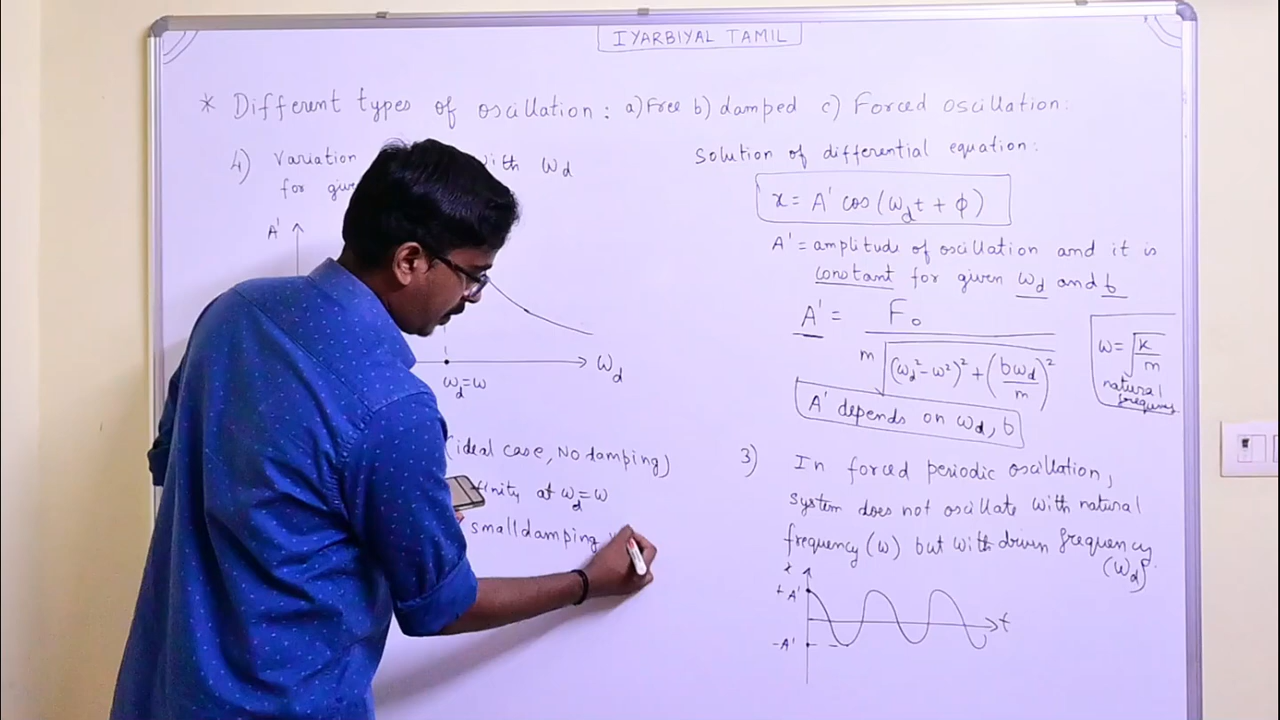 IYARBIYAL TAMIL
* Different types of oscillation: a) Free b) damped c) Forced oscillation:
4) Variation with ωd
for given
A'
ωd
ωd=ω
(ideal case, No damping)
at ωd=ω
small damping
Solution of differential equation:
x = A' cos (ωdt + φ)
A' = amplitude of oscillation and it is
constant for given ωd and b
A' = F₀ / m√((ωd²-ω²)² + (bωd/m)²)
ω = √(K/m)
natural
frequency
A' depends on ωd, b
3) In forced periodic oscillation,
system does not oscillate with natural
frequency (ω) but with driven frequency
(ωd)
x
+A'
t
-A'